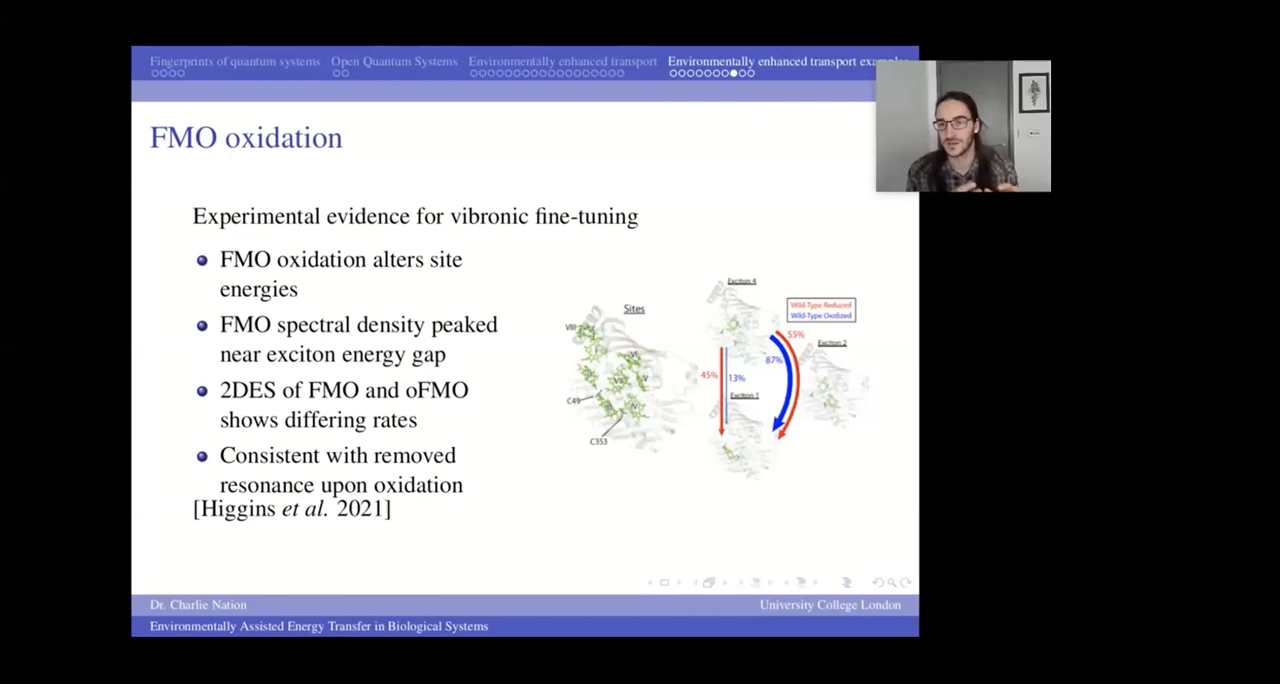 Fingerprints of quantum systems Open Quantum Systems Environmentally enhanced transport Environmentally enhanced transport
FMO oxidation
Experimental evidence for vibronic fine-tuning
FMO oxidation alters site
energies
FMO spectral density peaked
near exciton energy gap
2DES of FMO and oFMO
shows differing rates
Consistent with removed
resonance upon oxidation
[Higgins et al. 2021]
Sites
VIII
VI
V
IV
C49
C353
Exciton 4
Wild-Type Reduced
Wild-Type Oxidized
55%
Exciton 2
87%
45%
13%
Exciton 1
Dr. Charlie Nation University College London
Environmentally Assisted Energy Transfer in Biological Systems